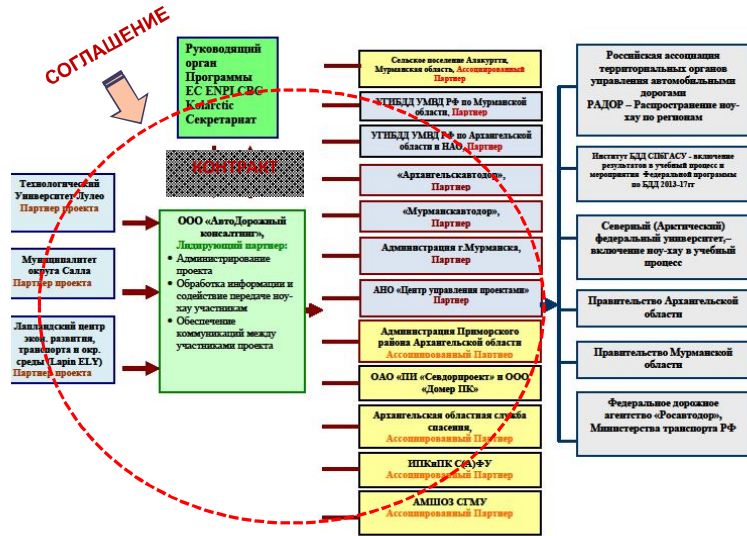 СОГЛАШЕНИЕ
Руководящий
орган
Программы
ЕС ENPI CBC
Kolarctic
Секретариат
КОНТРАКТ
Технологический
Университет Лулео
Партнер проекта
Муниципалитет
округа Салла
Партнер проекта
Лапландский центр
экон. развития,
транспорта и окр.
среды (Lapin ELY)
Партнер проекта
ООО «АвтоДорожный
консалтинг»,
Лидирующий партнер:
• Администрирование
проекта
• Обработка информации и
содействие передаче ноу-
хау участникам
• Обеспечение
коммуникаций между
участниками проекта
Сельское поселение Алакуртти,
Мурманская область, Ассоциированный
Партнер
УГИБДД УМВД РФ по Мурманской
области, Партнер
УГИБДД УМВД РФ по Архангельской
области и НАО, Партнер
«Архангельскавтодор»,
Партнер
«Мурманскавтодор»,
Партнер
Администрация г.Мурманска,
Партнер
АНО «Центр управления проектами»
Партнер
Администрация Приморского
района Архангельской области
Ассоциированный Партнер
ОАО «ПИ «Севдорпроект» и ООО
«Домер ПК»
Архангельская областная служба
спасения,
Ассоциированный Партнер
ИПКиПК С(А)ФУ
Ассоциированный Партнер
АМШОЗ СГМУ
Ассоциированный Партнер
Российская ассоциация
территориальных органов
управления автомобильными
дорогами
РАДОР – Распространение ноу-
хау по регионам
Институт БДД СПбГАСУ - включение
результатов в учебный процесс и
мероприятия Федеральной программы
по БДД 2013-17гг
Северный (Арктический)
федеральный университет,–
включение ноу-хау в учебный
процесс
Правительство Архангельской
области
Правительство Мурманской
области
Федеральное дорожное
агентство «Росавтодор»,
Министерства транспорта РФ